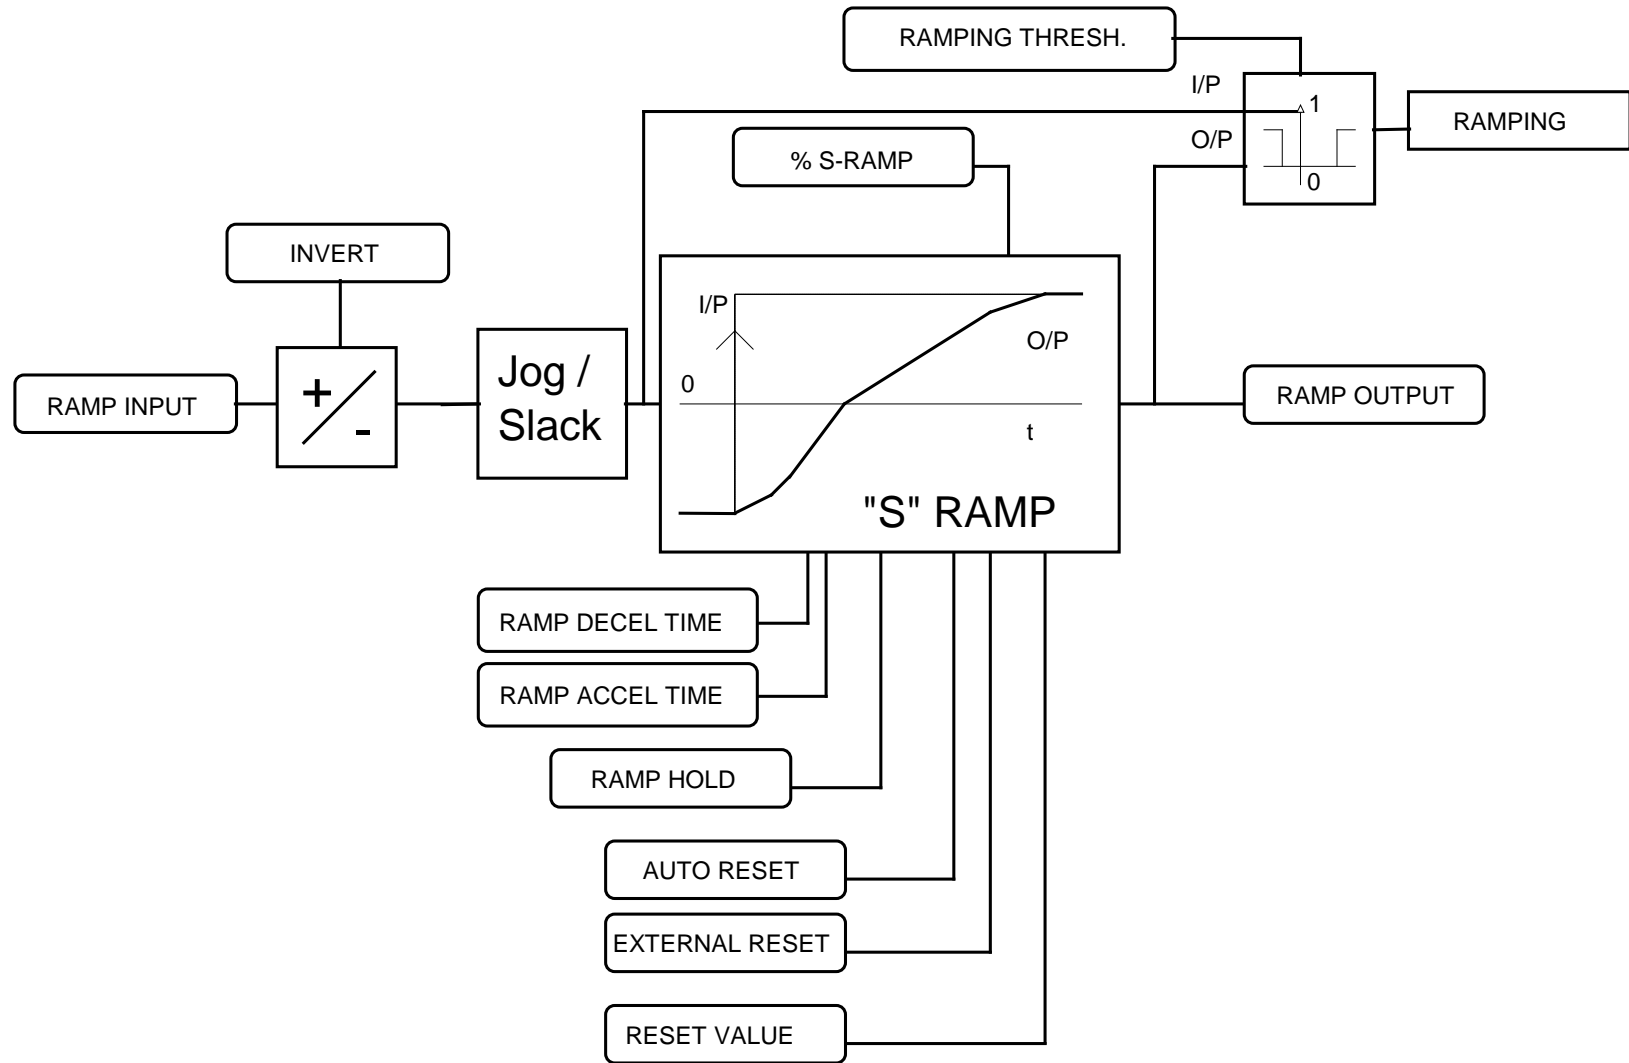 RAMPING THRESH.
I/P
1
RAMPING
O/P
% S-RAMP
0
INVERT
I/P
O/P
Jog /
Slack
0
+
-
RAMP INPUT
RAMP OUTPUT
t
"S" RAMP
RAMP DECEL TIME
RAMP ACCEL TIME
RAMP HOLD
AUTO RESET
EXTERNAL RESET
RESET VALUE